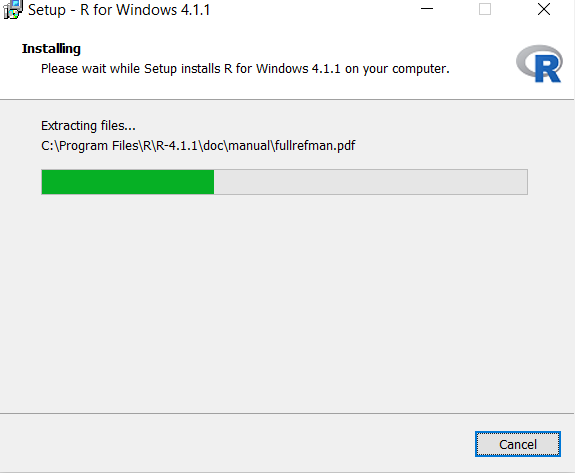 Setup - R for Windows 4.1.1
Installing
Please wait while Setup installs R for Windows 4.1.1 on your computer.
R
Extracting files...
C:\Program Files\R\R-4.1.1\doc\manual\fullrefman.pdf
Cancel